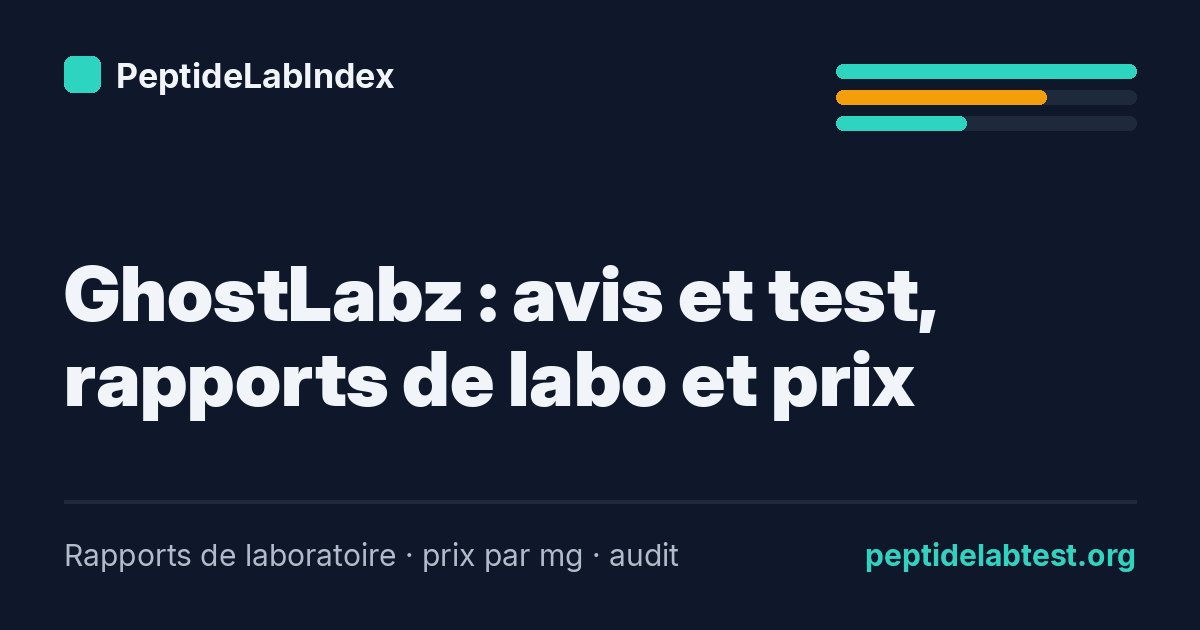 PeptideLabIndex
GhostLabz : avis et test,
rapports de labo et prix
Rapports de laboratoire · prix par mg · audit
peptidelabtest.org